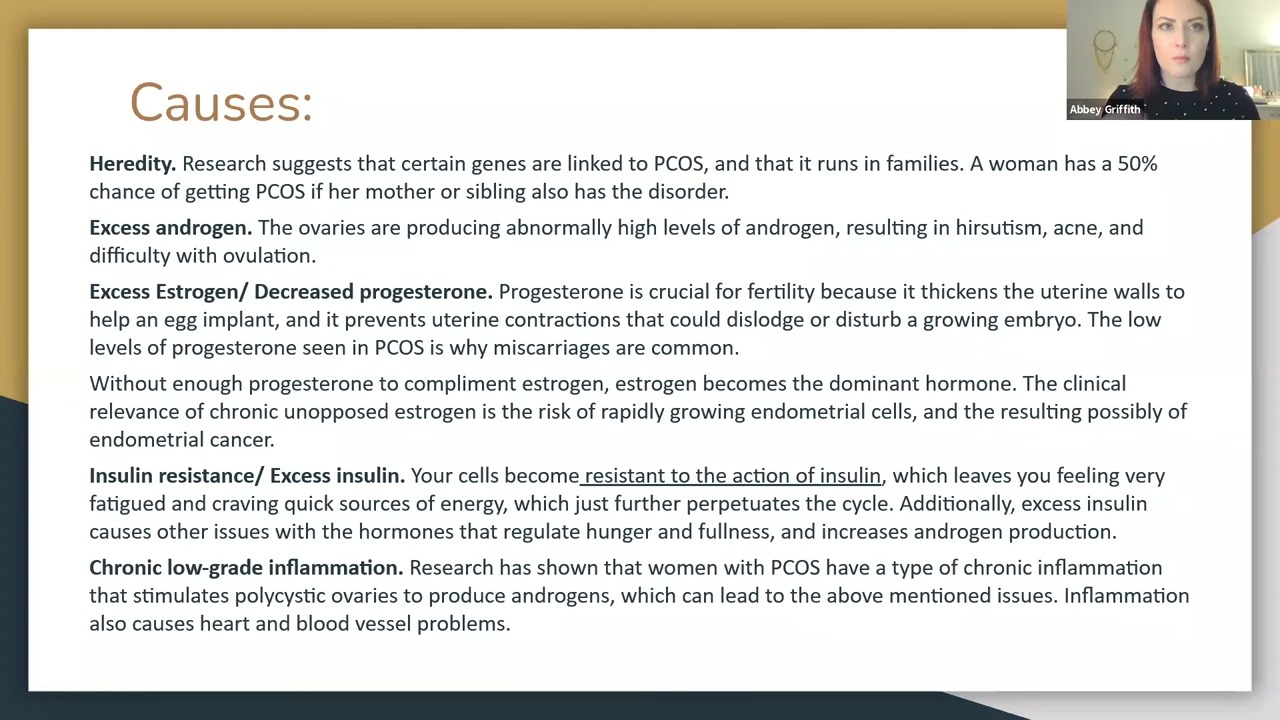 Causes:
Abbey Griffith
Heredity. Research suggests that certain genes are linked to PCOS, and that it runs in families. A woman has a 50%
chance of getting PCOS if her mother or sibling also has the disorder.
Excess androgen. The ovaries are producing abnormally high levels of androgen, resulting in hirsutism, acne, and
difficulty with ovulation.
Excess Estrogen/ Decreased progesterone. Progesterone is crucial for fertility because it thickens the uterine walls to
help an egg implant, and it prevents uterine contractions that could dislodge or disturb a growing embryo. The low
levels of progesterone seen in PCOS is why miscarriages are common.
Without enough progesterone to compliment estrogen, estrogen becomes the dominant hormone. The clinical
relevance of chronic unopposed estrogen is the risk of rapidly growing endometrial cells, and the resulting possibly of
endometrial cancer.
Insulin resistance/ Excess insulin. Your cells become resistant to the action of insulin, which leaves you feeling very
fatigued and craving quick sources of energy, which just further perpetuates the cycle. Additionally, excess insulin
causes other issues with the hormones that regulate hunger and fullness, and increases androgen production.
Chronic low-grade inflammation. Research has shown that women with PCOS have a type of chronic inflammation
that stimulates polycystic ovaries to produce androgens, which can lead to the above mentioned issues. Inflammation
also causes heart and blood vessel problems.